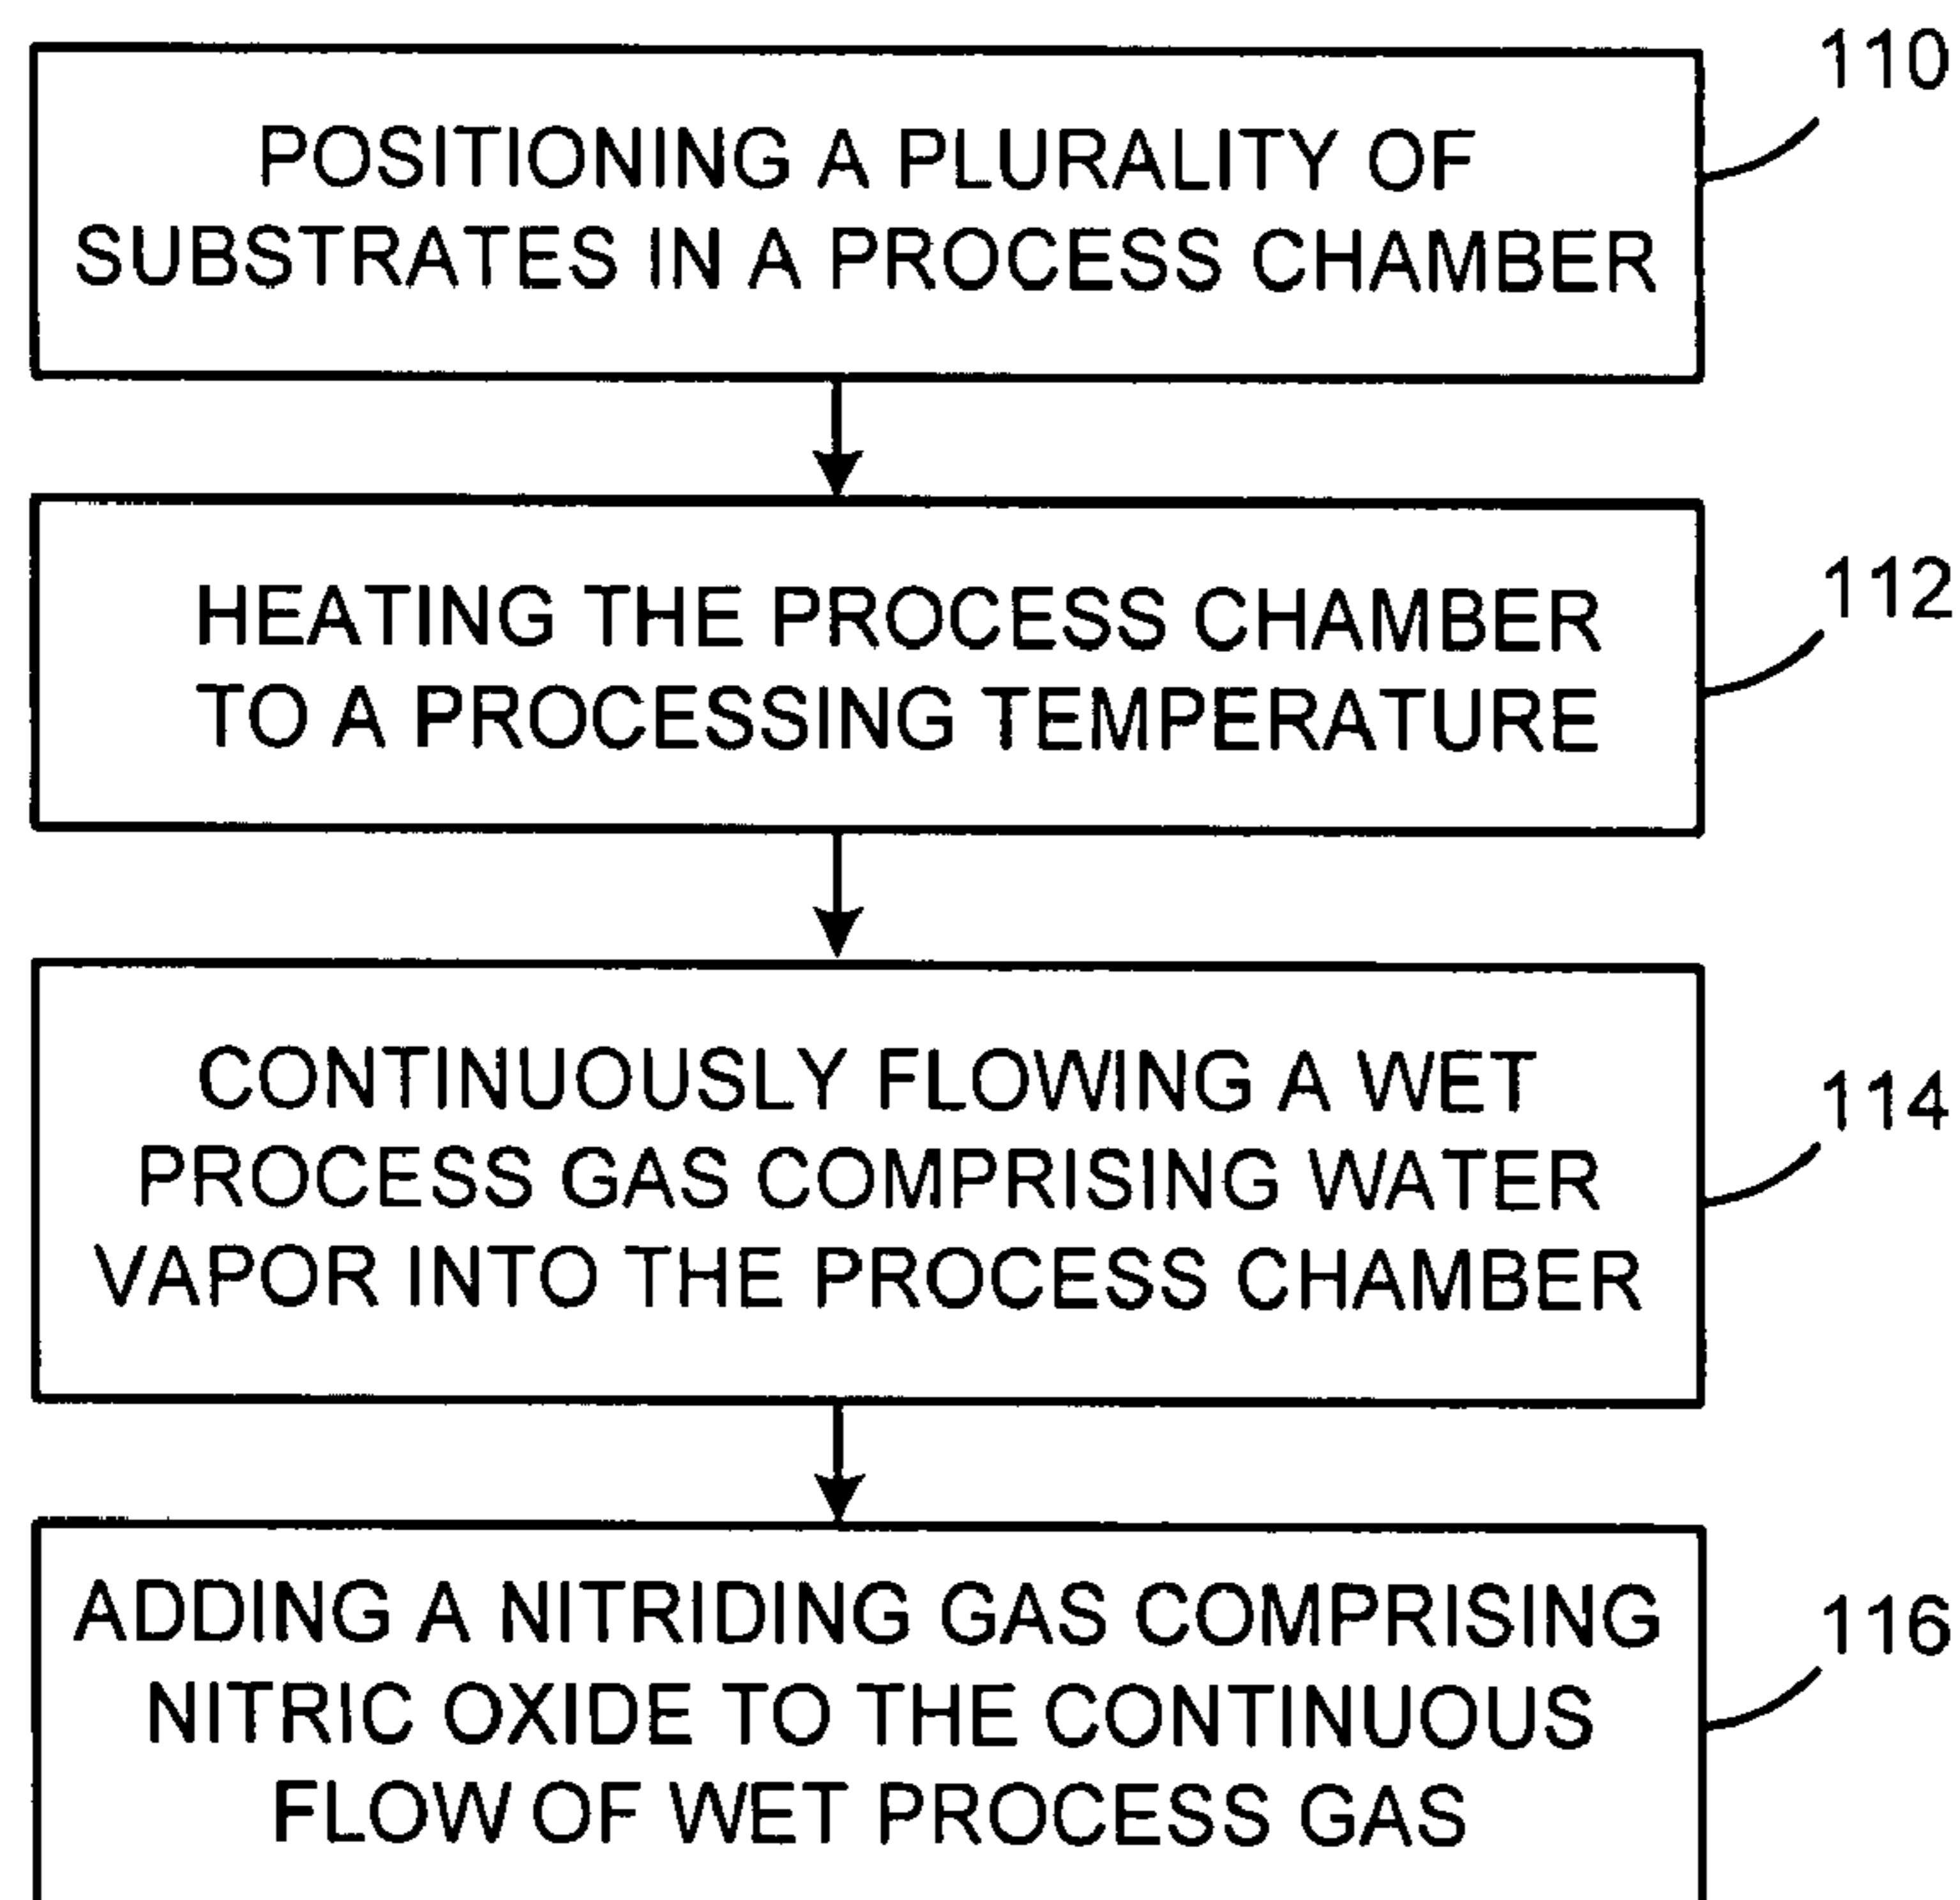 110
POSITIONING A PLURALITY OF
SUBSTRATES IN A PROCESS CHAMBER
112
HEATING THE PROCESS CHAMBER
TO A PROCESSING TEMPERATURE
114
CONTINUOUSLY FLOWING A WET
PROCESS GAS COMPRISING WATER
VAPOR INTO THE PROCESS CHAMBER
116
ADDING A NITRIDING GAS COMPRISING
NITRIC OXIDE TO THE CONTINUOUS
FLOW OF WET PROCESS GAS